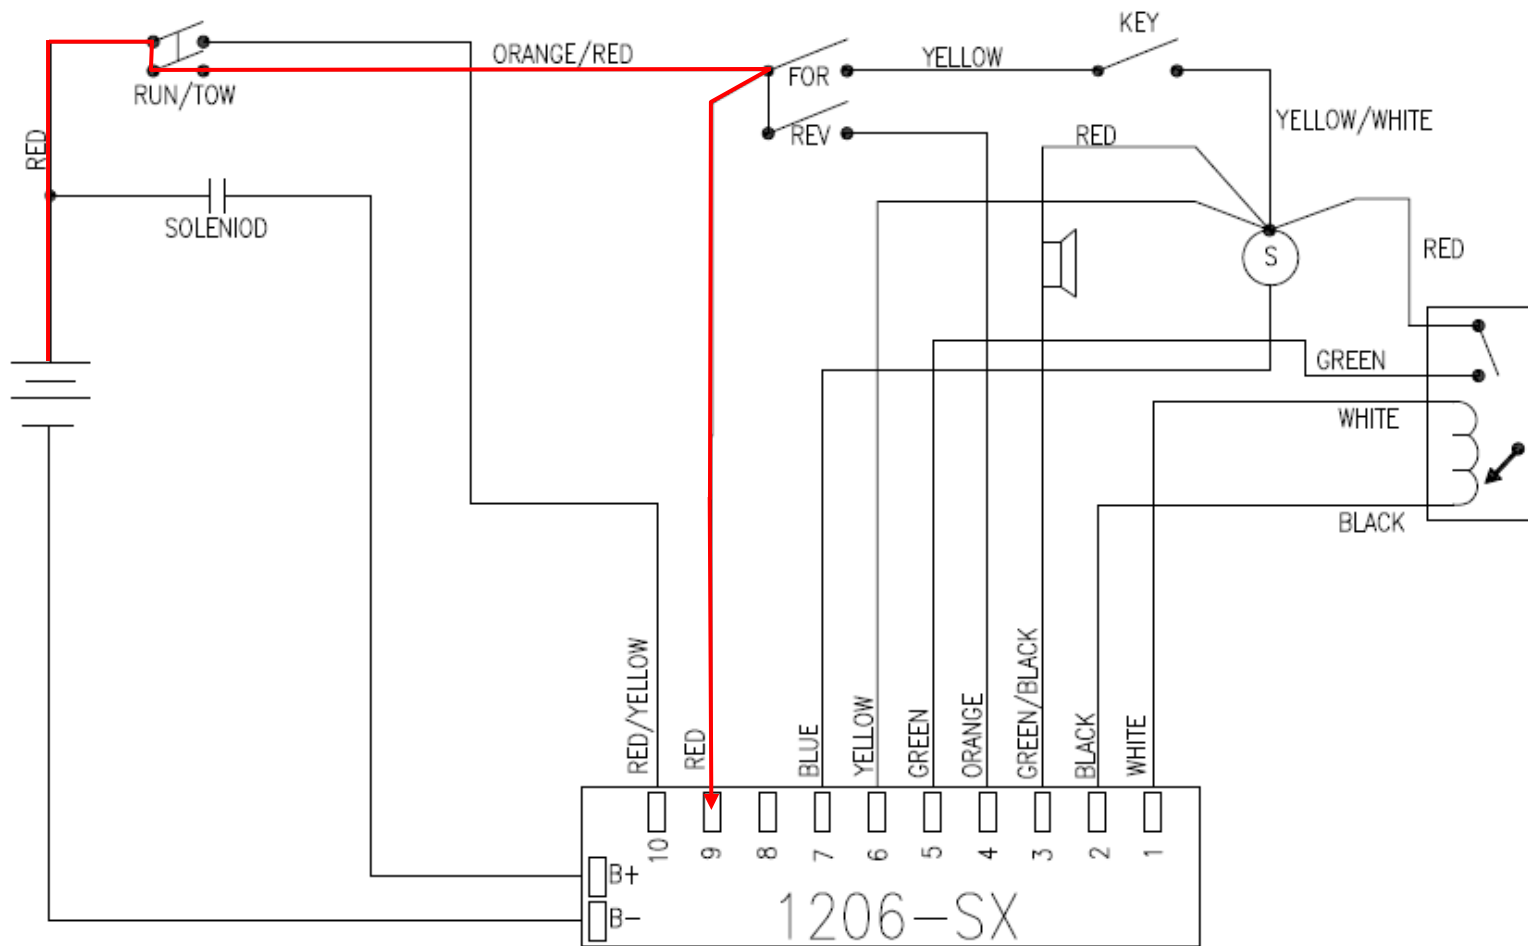 KEY
ORANGE/RED
YELLOW
FOR
RUN/TOW
YELLOW/WHITE
REV
RED
RED
SOLENIOD
S
RED
GREEN
WHITE
BLACK
RED/YELLOW
RED
BLUE
YELLOW
GREEN
ORANGE
GREEN/BLACK
BLACK
WHITE
10
9
8
7
6
5
4
3
2
1
B+
B-
1206-SX